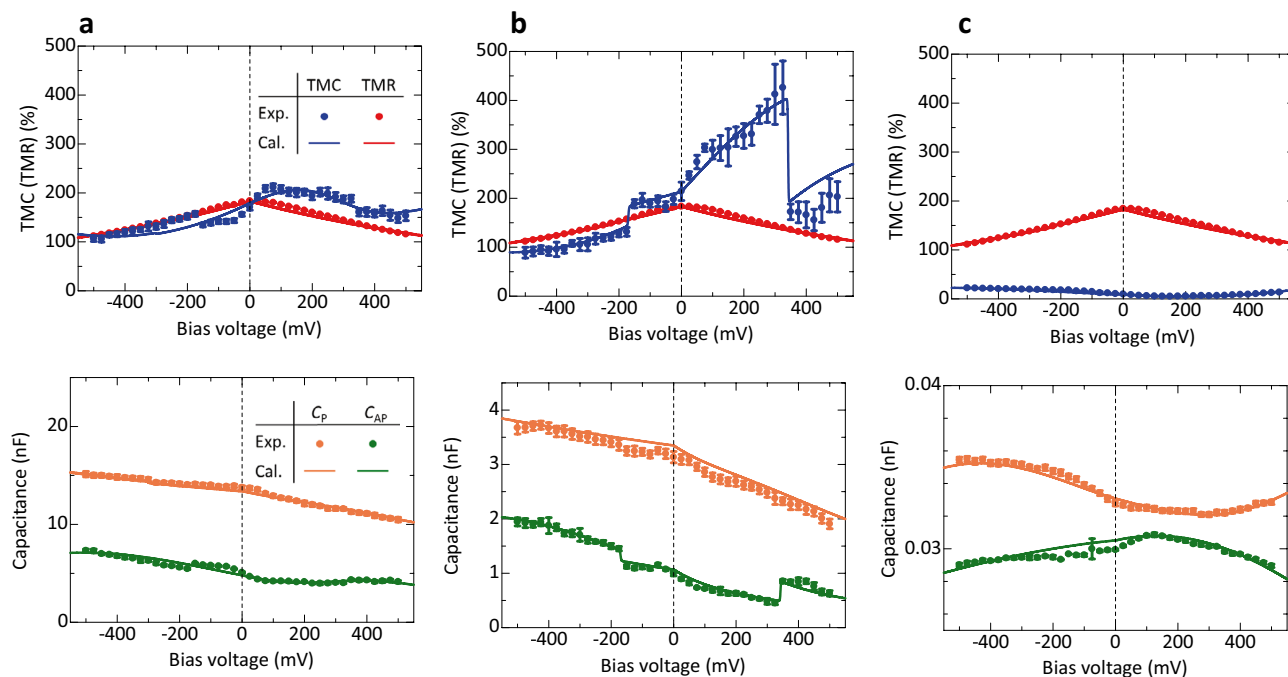 a
500
400
300
200
100
0
TMC (TMR) (%)
TMC TMR
Exp.
Cal.
-400 -200 0 200 400
Bias voltage (mV)
b
500
400
300
200
100
0
TMC (TMR) (%)
-400 -200 0 200 400
Bias voltage (mV)
c
500
400
300
200
100
0
TMC (TMR) (%)
-400 -200 0 200 400
Bias voltage (mV)
20
10
0
Capacitance (nF)
CP CAP
Exp.
Cal.
-400 -200 0 200 400
Bias voltage (mV)
4
3
2
1
0
Capacitance (nF)
-400 -200 0 200 400
Bias voltage (mV)
0.04
0.03
Capacitance (nF)
-400 -200 0 200 400
Bias voltage (mV)